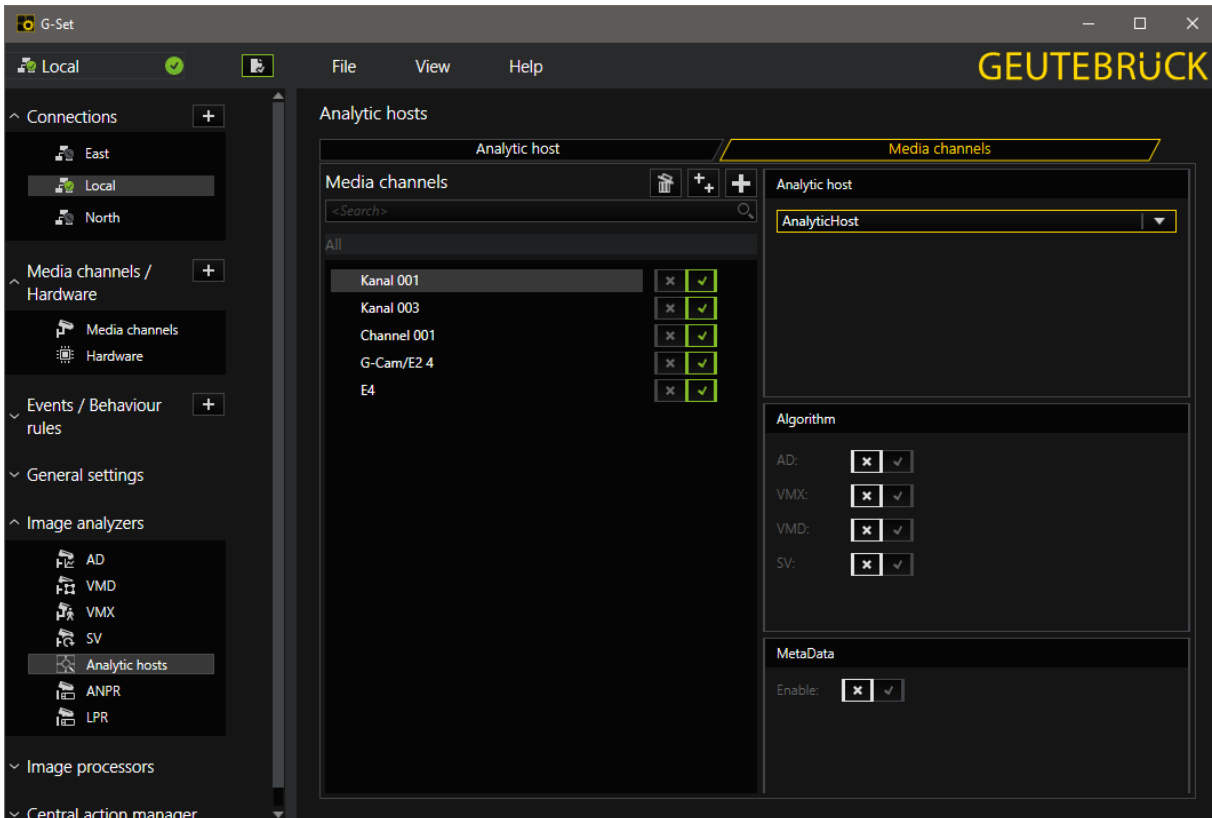 G-Set
Local
File View Help
GEUTEBRÜCK
Connections
East
Local
North
Media channels /
Hardware
Media channels
Hardware
Events / Behaviour
rules
General settings
Image analyzers
AD
VMD
VMX
SV
Analytic hosts
ANPR
LPR
Image processors
Central action manager
Analytic hosts
Analytic host
Media channels
Media channels
<Search>
All
Kanal 001
Kanal 003
Channel 001
G-Cam/E2 4
E4
Analytic host
AnalyticHost
Algorithm
AD:
VMX:
VMD:
SV:
MetaData
Enable: